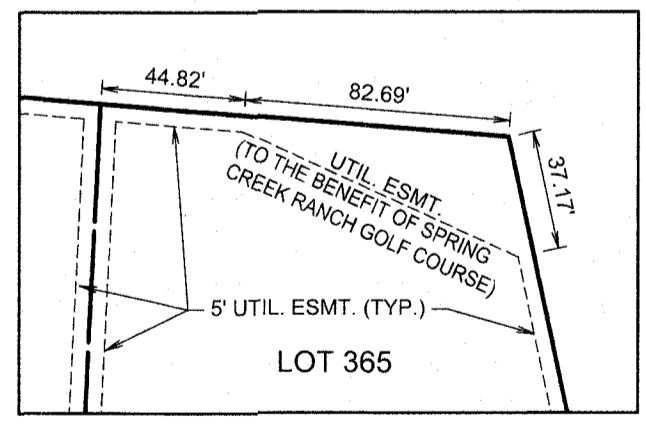 44.82'
82.69'
37.17'
UTIL. ESMT.
(TO THE BENEFIT OF SPRING
CREEK RANCH GOLF COURSE)
5' UTIL. ESMT. (TYP.)
LOT 365